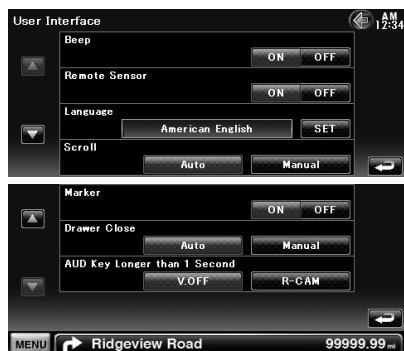 User Interface
AM 12:34
Beep
ON OFF
Remote Sensor
ON OFF
Language
American English SET
Scroll
Auto Manual
Marker
ON OFF
Drawer Close
Auto Manual
AUD Key Longer than 1 Second
V.OFF R-CAM
MENU Ridgeview Road 99999.99 mi